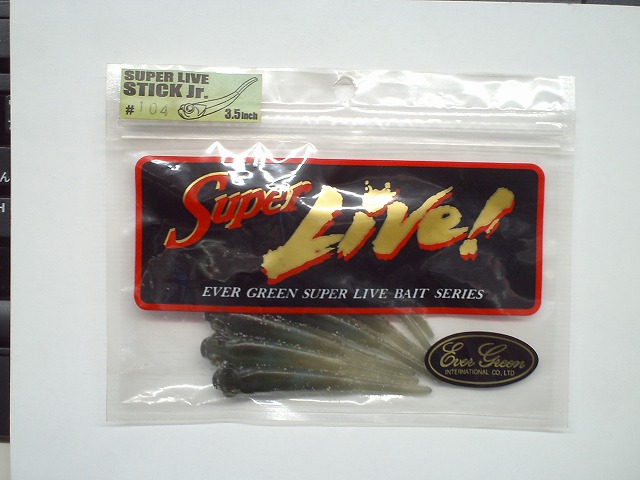 SUPER LIVE
STICK Jr.
# 104
3.5inch
Super Live!
EVER GREEN SUPER LIVE BAIT SERIES
Ever Green
INTERNATIONAL CO., LTD
ん
H